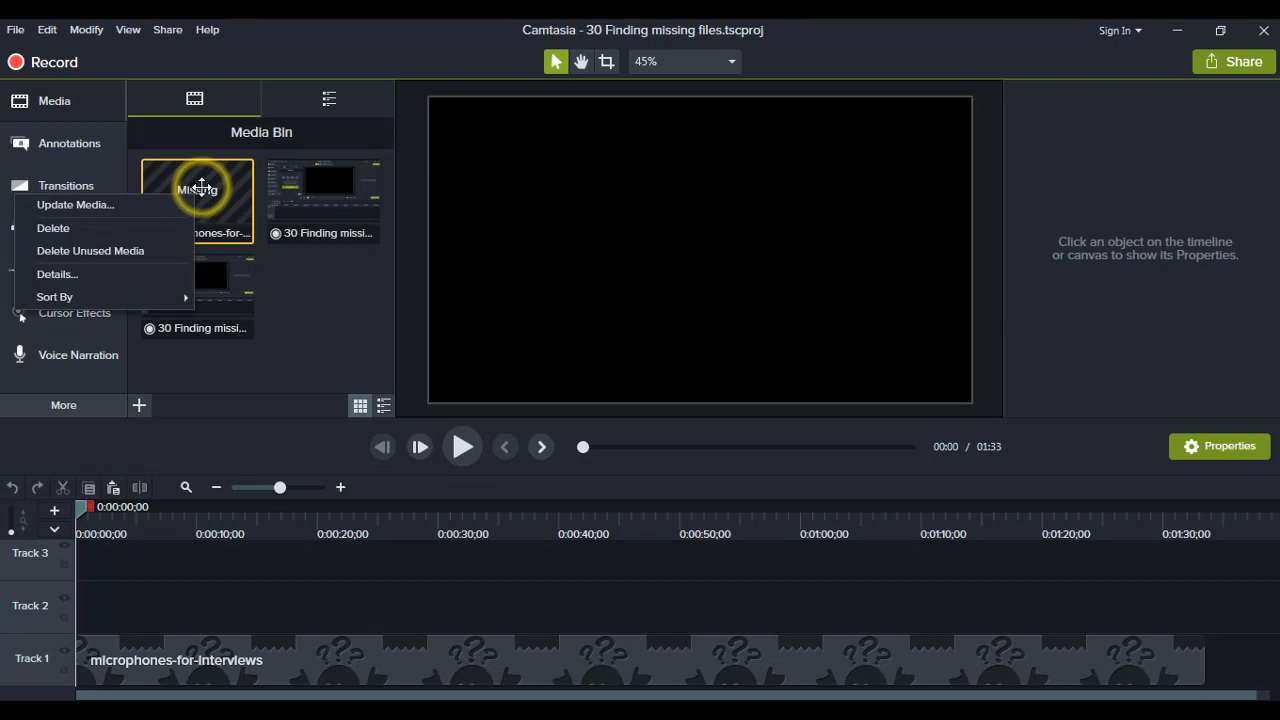 File Edit Modify View Share Help
Camtasia - 30 Finding missing files.tscproj
Sign In
Record
45%
Share
Media
Annotations
Transitions
Cursor Effects
Voice Narration
More
Media Bin
Missing
ones-for-...
30 Finding missi...
30 Finding missi...
Update Media...
Delete
Delete Unused Media
Details...
Sort By
Click an object on the timeline
or canvas to show its Properties.
00:00 / 01:33
Properties
0:00:00;00
0:00:00;00 0:00:10;00 0:00:20;00 0:00:30;00 0:00:40;00 0:00:50;00 0:01:00;00 0:01:10;00 0:01:20;00 0:01:30;00
Track 3
Track 2
Track 1
microphones-for-interviews
??? ??? ??? ??? ??? ??? ??? ??? ???